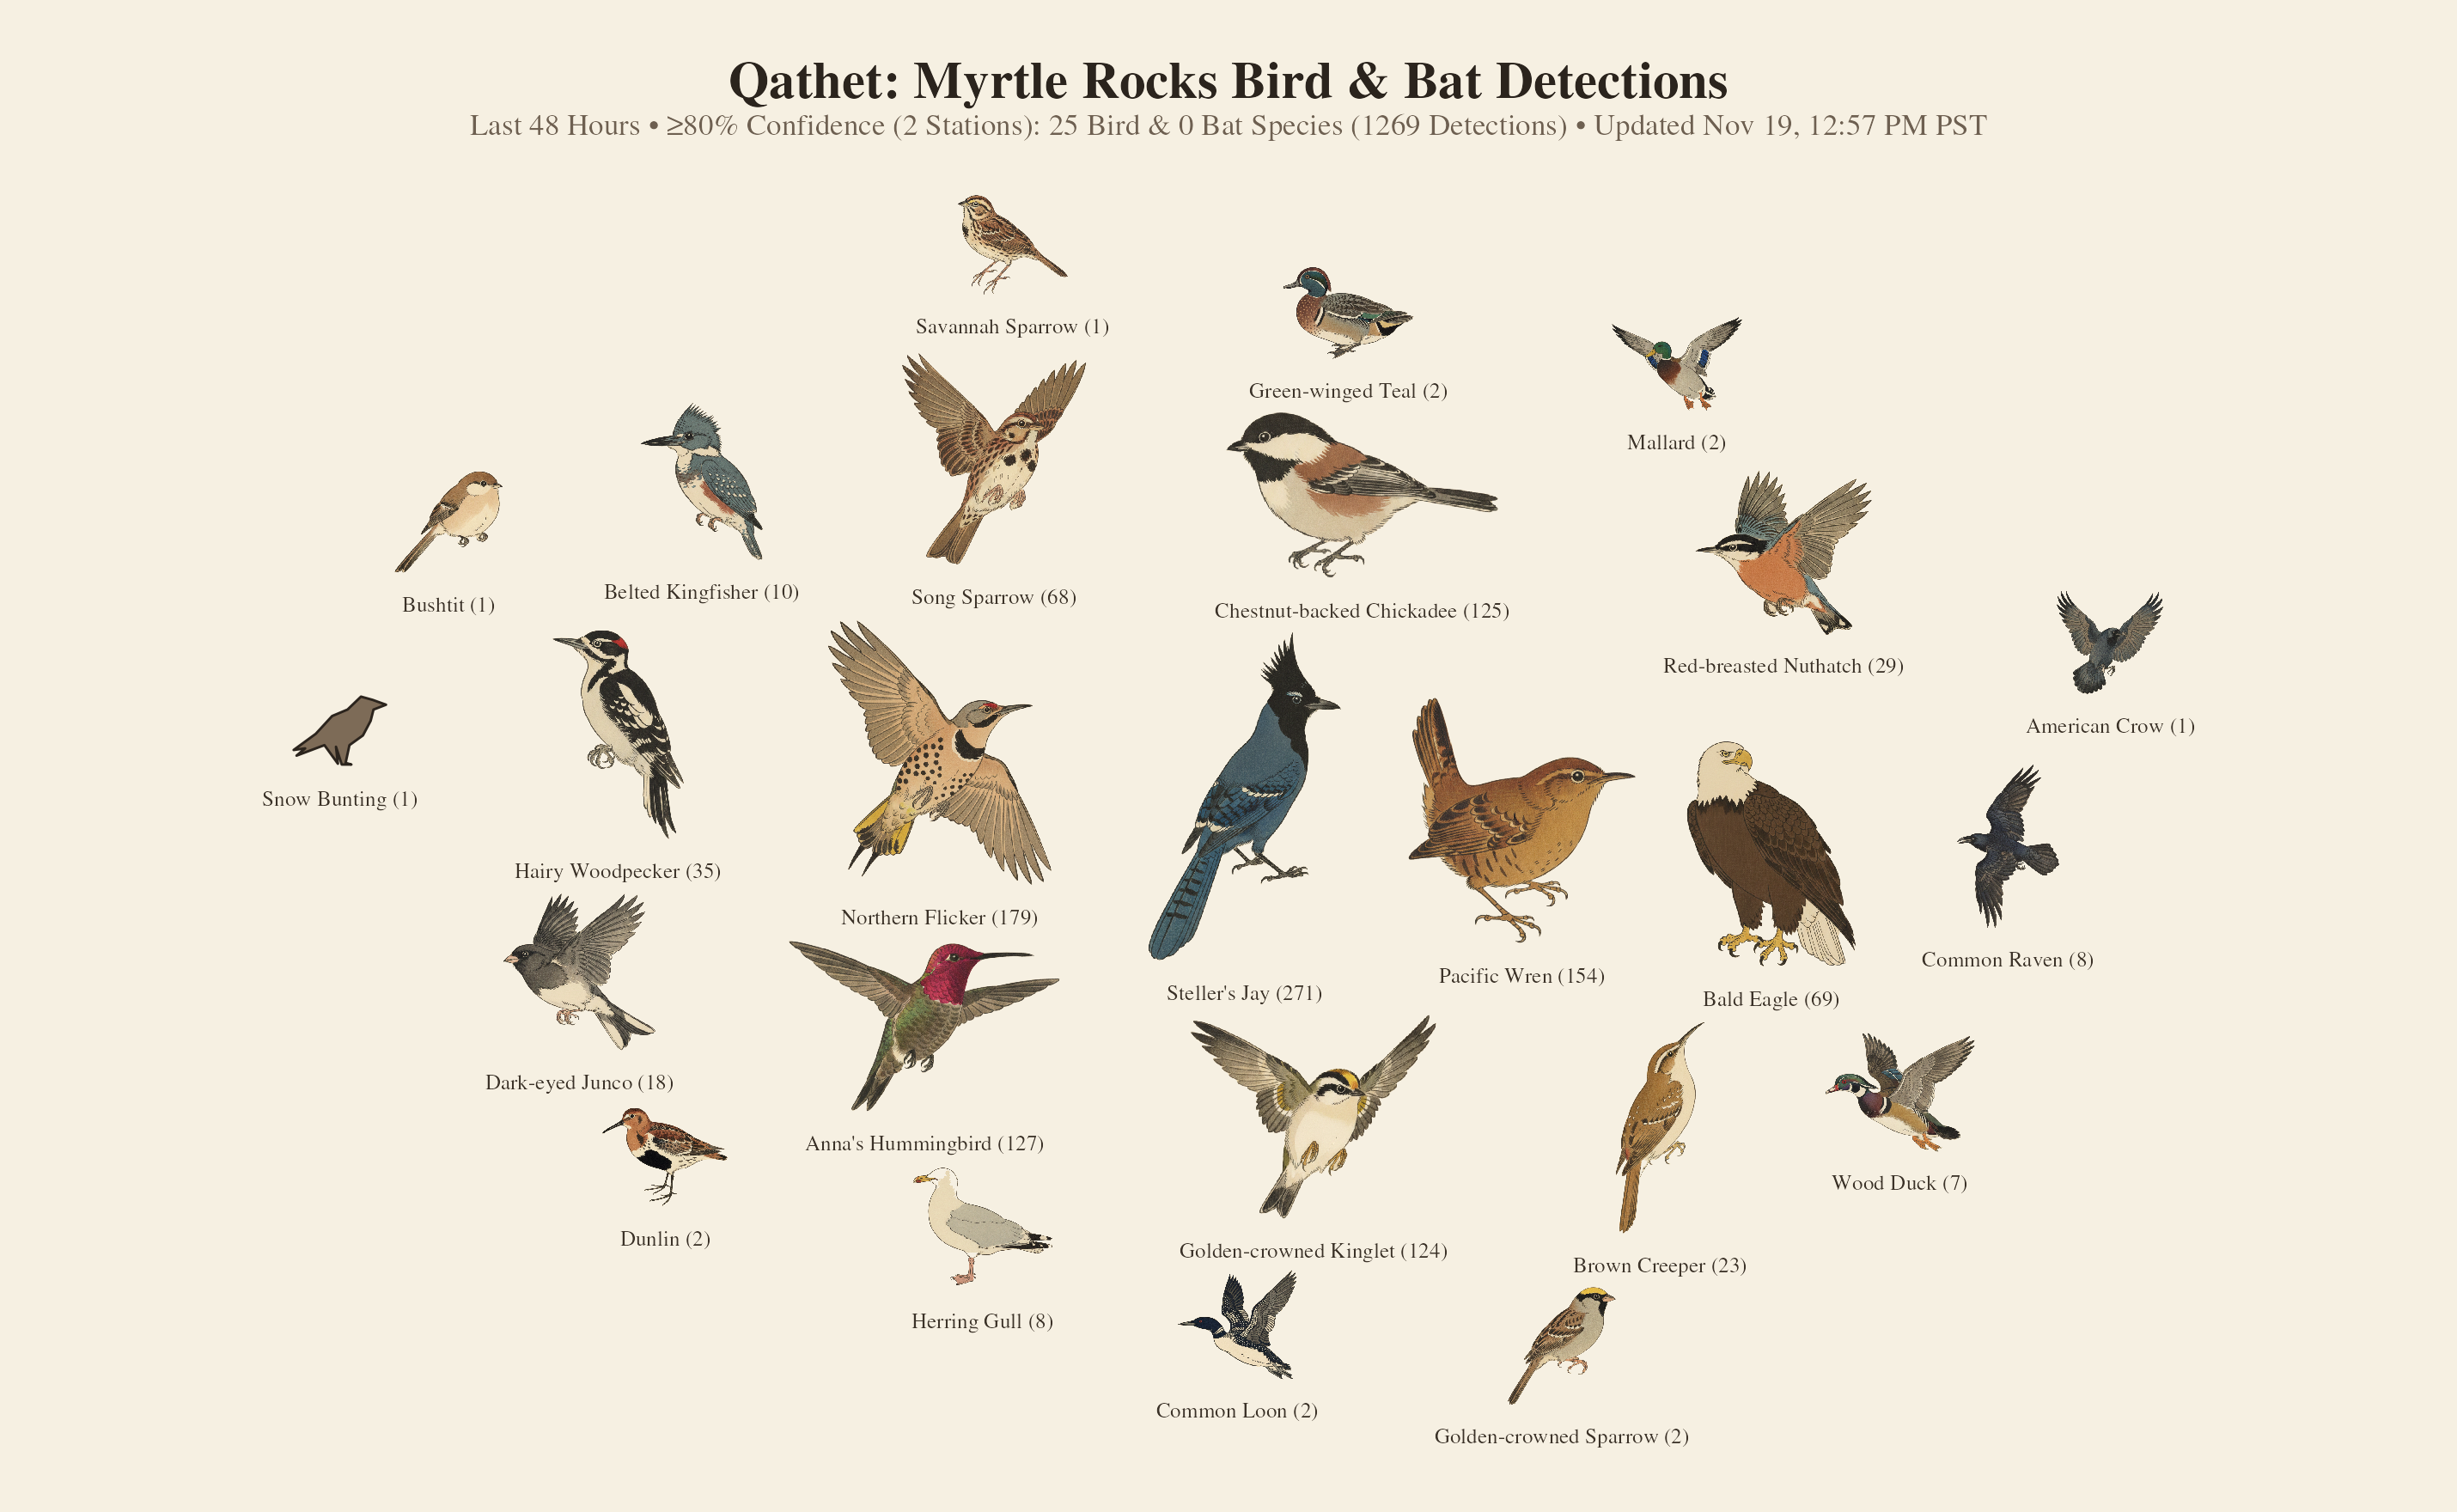 Qathet: Myrtle Rocks Bird & Bat Detections
Last 48 Hours • ≥80% Confidence (2 Stations): 25 Bird & 0 Bat Species (1269 Detections) • Updated Nov 19, 12:57 PM PST
Savannah Sparrow (1)
Green-winged Teal (2)
Mallard (2)
Belted Kingfisher (10)
Song Sparrow (68)
Bushtit (1)
Chestnut-backed Chickadee (125)
Red-breasted Nuthatch (29)
American Crow (1)
Snow Bunting (1)
Hairy Woodpecker (35)
Northern Flicker (179)
Common Raven (8)
Pacific Wren (154)
Steller's Jay (271)
Bald Eagle (69)
Dark-eyed Junco (18)
Anna's Hummingbird (127)
Wood Duck (7)
Dunlin (2)
Golden-crowned Kinglet (124)
Brown Creeper (23)
Herring Gull (8)
Common Loon (2)
Golden-crowned Sparrow (2)